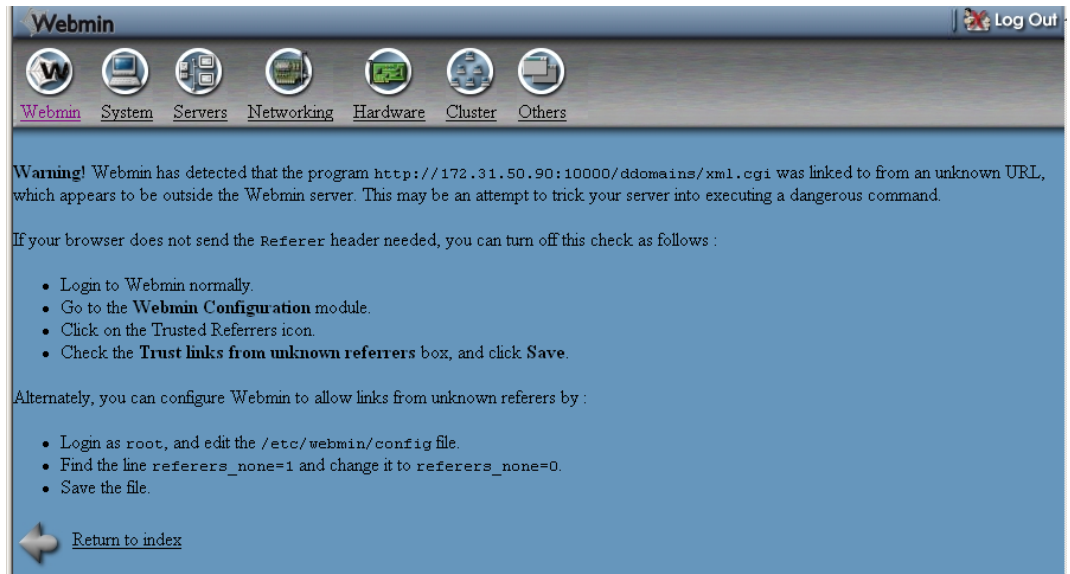 Webmin
Log Out
Webmin System Servers Networking Hardware Cluster Others
Warning! Webmin has detected that the program http://172.31.50.90:10000/ddomains/xml.cgi was linked to from an unknown URL,
which appears to be outside the Webmin server. This may be an attempt to trick your server into executing a dangerous command.
If your browser does not send the Referer header needed, you can turn off this check as follows :
• Login to Webmin normally.
• Go to the Webmin Configuration module.
• Click on the Trusted Referrers icon.
• Check the Trust links from unknown referrers box, and click Save.
Alternately, you can configure Webmin to allow links from unknown referers by :
• Login as root, and edit the /etc/webmin/config file.
• Find the line referers_none=1 and change it to referers_none=0.
• Save the file.
Return to index